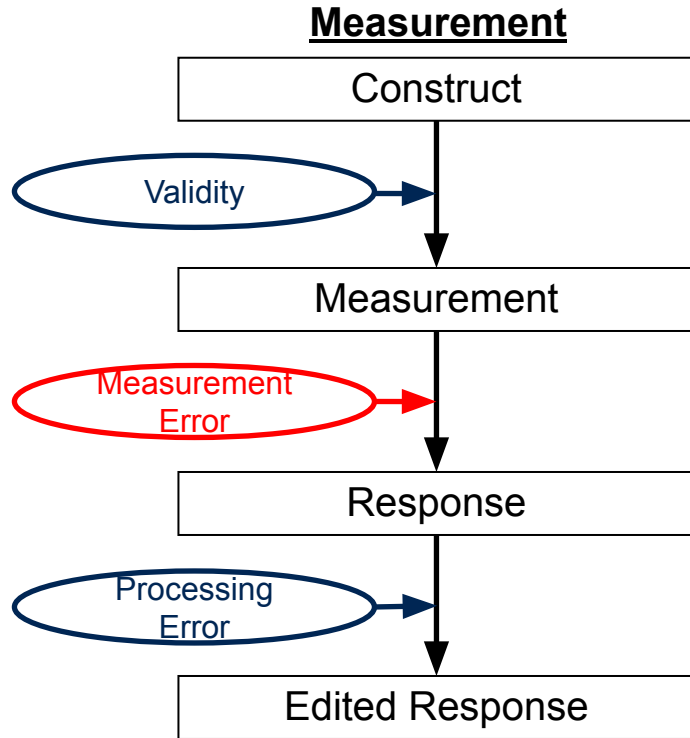 Measurement
Construct
Validity
Measurement
Measurement
Error
Response
Processing
Error
Edited Response